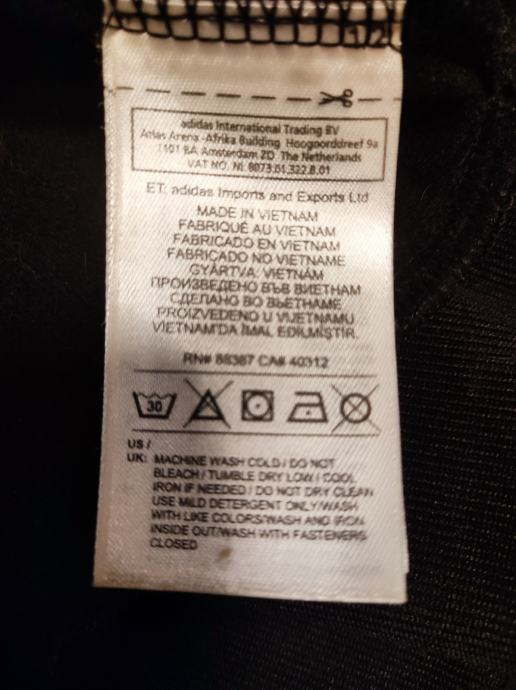 1/2
adidas International Trading BV
Atlas Arena -Afrika Building Hoogoorddreef 9a
1101 BA Amsterdam ZO The Netherlands
VAT NO. NL 8073.01.322.B.01
ET: adidas Imports and Exports Ltd
MADE IN VIETNAM
FABRIQUÉ AU VIETNAM
FABRICADO EN VIETNAM
FABRICADO NO VIETNAME
GYÁRTVA: VIETNÁM
ПРОИЗВЕДЕНО ВЪВ ВИЕТНАМ
СДЕЛАНО ВО ВЬЕТНАМЕ
PROIZVEDENO U VIJETNAMU
VIETNAM'DA İMAL EDİLMİŞTİR.
RN# 88387 CA# 40312
30
US /
UK: MACHINE WASH COLD / DO NOT
BLEACH / TUMBLE DRY LOW / COOL
IRON IF NEEDED / DO NOT DRY CLEAN
USE MILD DETERGENT ONLY/WASH
WITH LIKE COLORS/WASH AND IRON
INSIDE OUT/WASH WITH FASTENERS
CLOSED